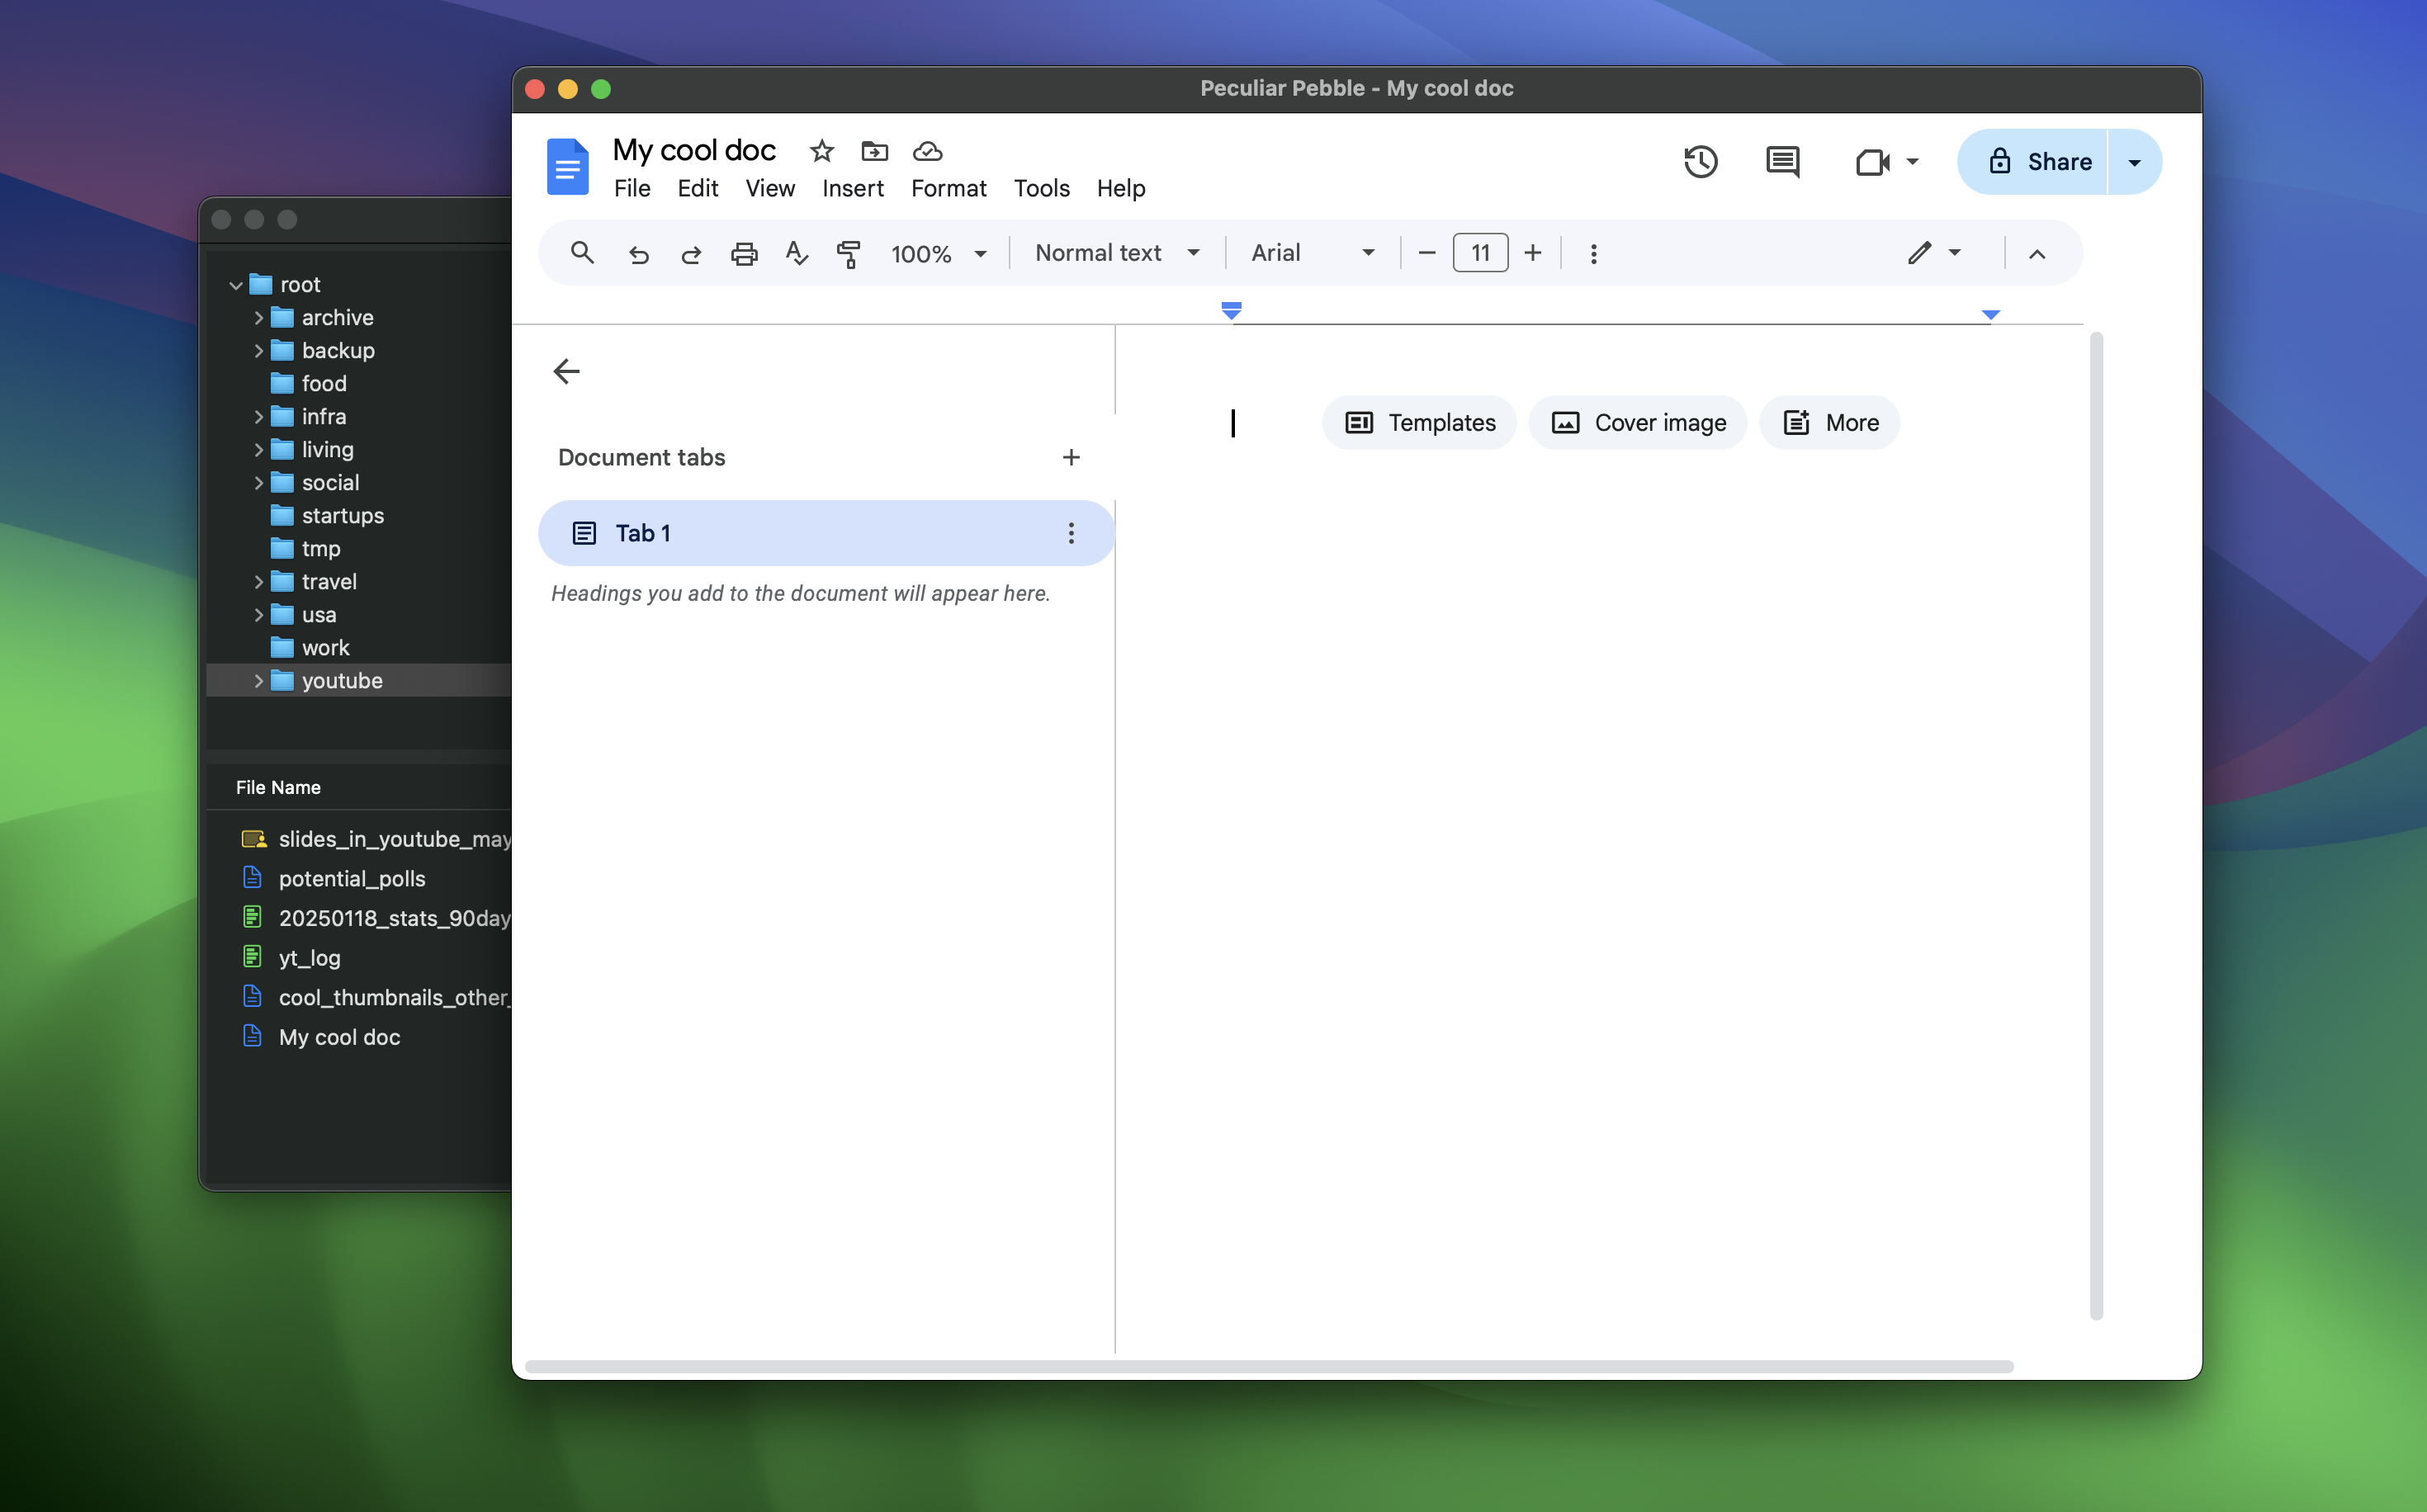 Peculiar Pebble - My cool doc
My cool doc
File Edit View Insert Format Tools Help
Share
100% Normal text Arial 11
root
archive
backup
food
infra
living
social
startups
tmp
travel
usa
work
youtube
File Name
slides_in_youtube_may
potential_polls
20250118_stats_90day
yt_log
cool_thumbnails_other_
My cool doc
Document tabs
Tab 1
Headings you add to the document will appear here.
Templates Cover image More